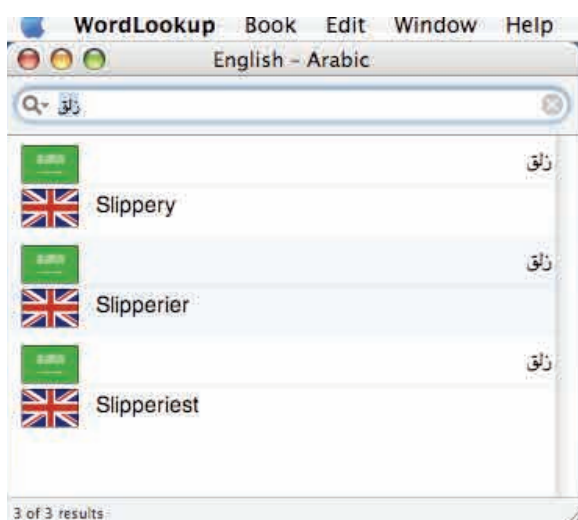 WordLookup Book Edit Window Help
English – Arabic
زلق
زلق
Slippery
زلق
Slipperier
زلق
Slipperiest
3 of 3 results